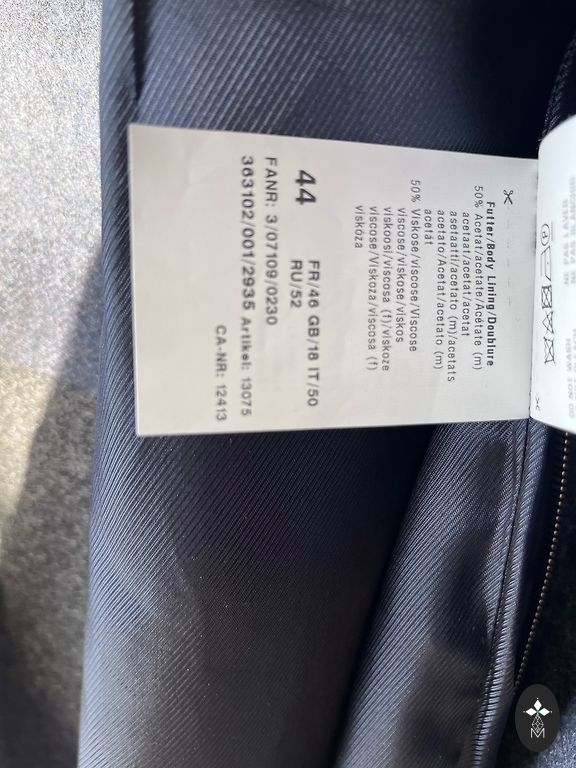 Futter/Body Lining/Doublure
50% Acetat/acetate/Acétate (m)
acetaat/acetat/acetat
asetaatti/acetato (m)/acetats
acetato/Acetat/acetato (m)
acetát
50% Viskose/viscose/Viscose
viscose/viskose/viskos
viskoosi/viscosa (f)/viskoze
viscose/Viskoza/viscosa (f)
viskóza
44 FR/46 GB/18 IT/50
RU/52
FANR: 3/07109/0230
363102/001/2935 Artikel: 13075
CA-NR: 12413